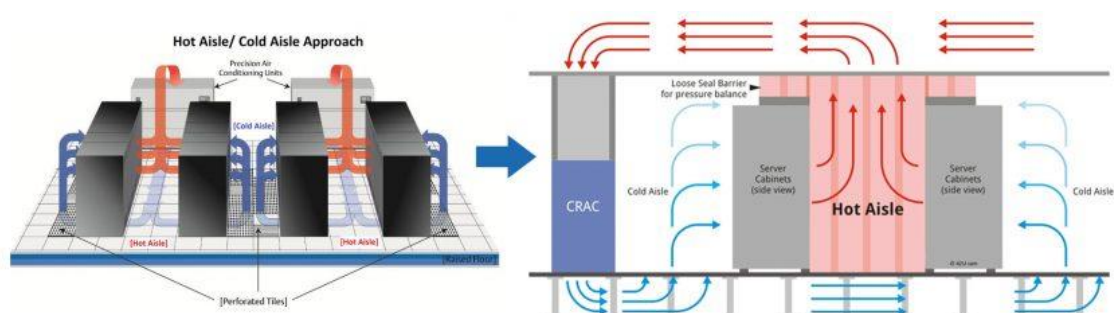 Hot Aisle/ Cold Aisle Approach
Precision Air
Conditioning Units
[Cold Aisle]
[Hot Aisle]
[Hot Aisle]
[Raised Floor]
[Perforated Tiles]
Loose Seal Barrier
for pressure balance
Server
Cabinets
(side view)
Server
Cabinets
(side view)
Cold Aisle
Cold Aisle
CRAC
Hot Aisle